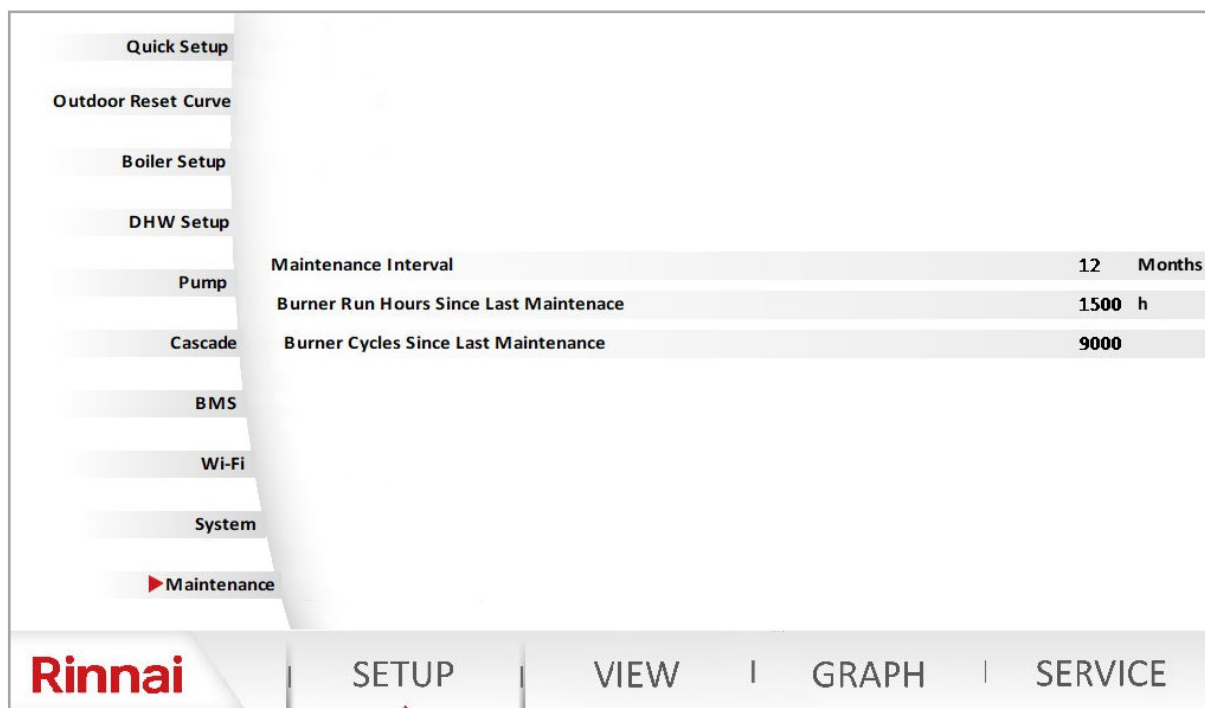 Quick Setup
Outdoor Reset Curve
Boiler Setup
DHW Setup
Pump
Cascade
BMS
Wi-Fi
System
Maintenance
Maintenance Interval 12 Months
Burner Run Hours Since Last Maintenace 1500 h
Burner Cycles Since Last Maintenance 9000
Rinnai | SETUP | VIEW | GRAPH | SERVICE